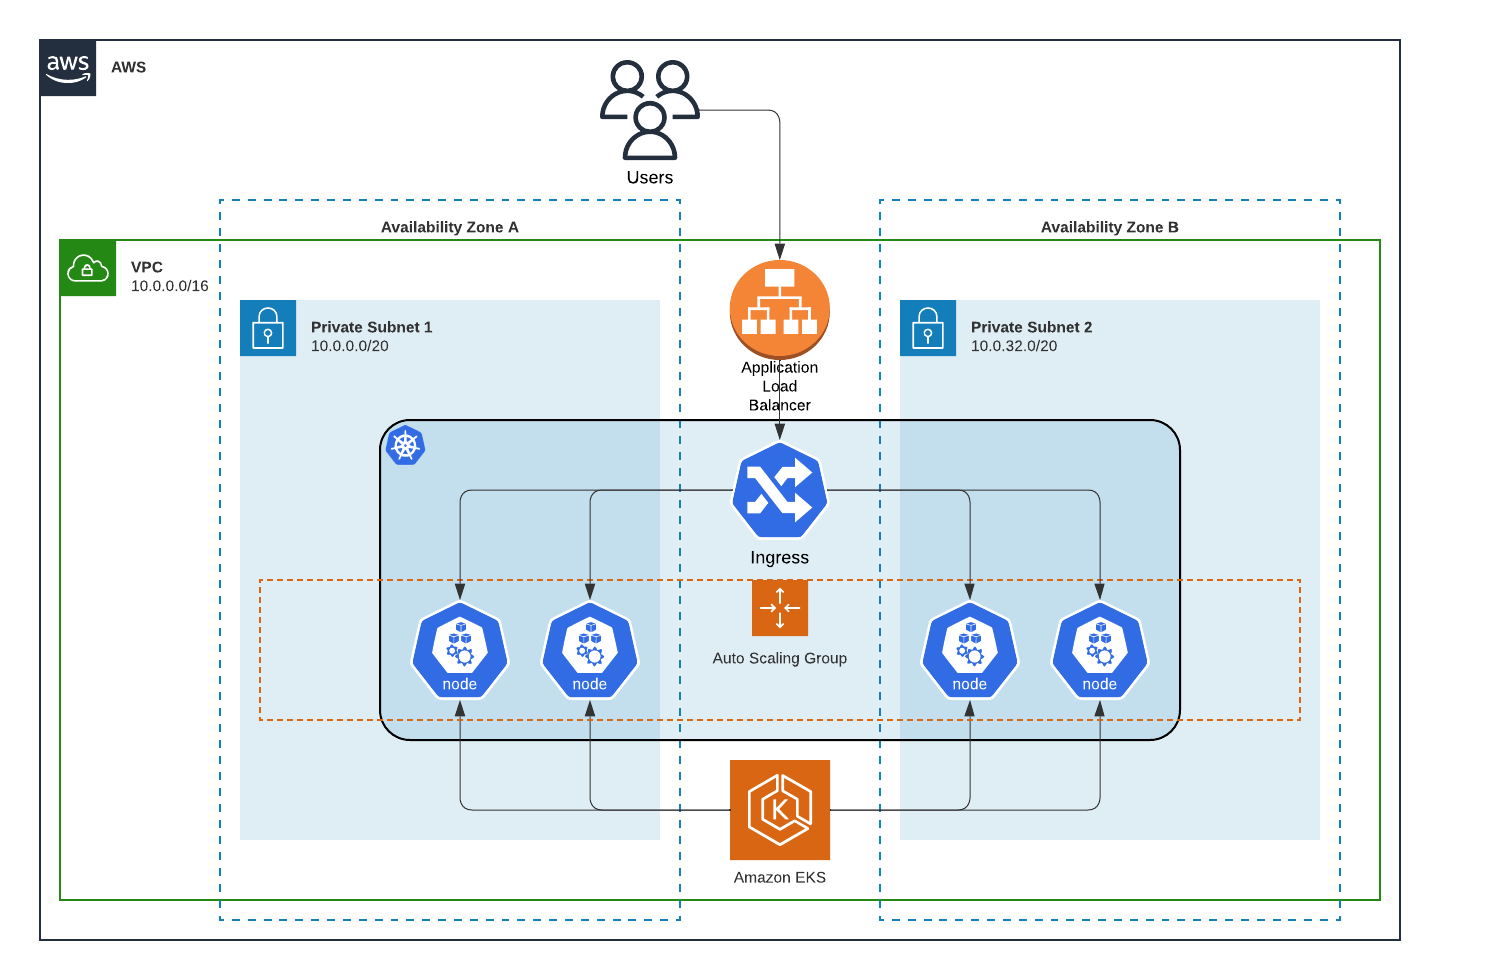 aws
AWS
Users
Availability Zone A
Availability Zone B
VPC
10.0.0.0/16
Private Subnet 1
10.0.0.0/20
Private Subnet 2
10.0.32.0/20
Application
Load
Balancer
Ingress
Auto Scaling Group
node
node
node
node
K
Amazon EKS